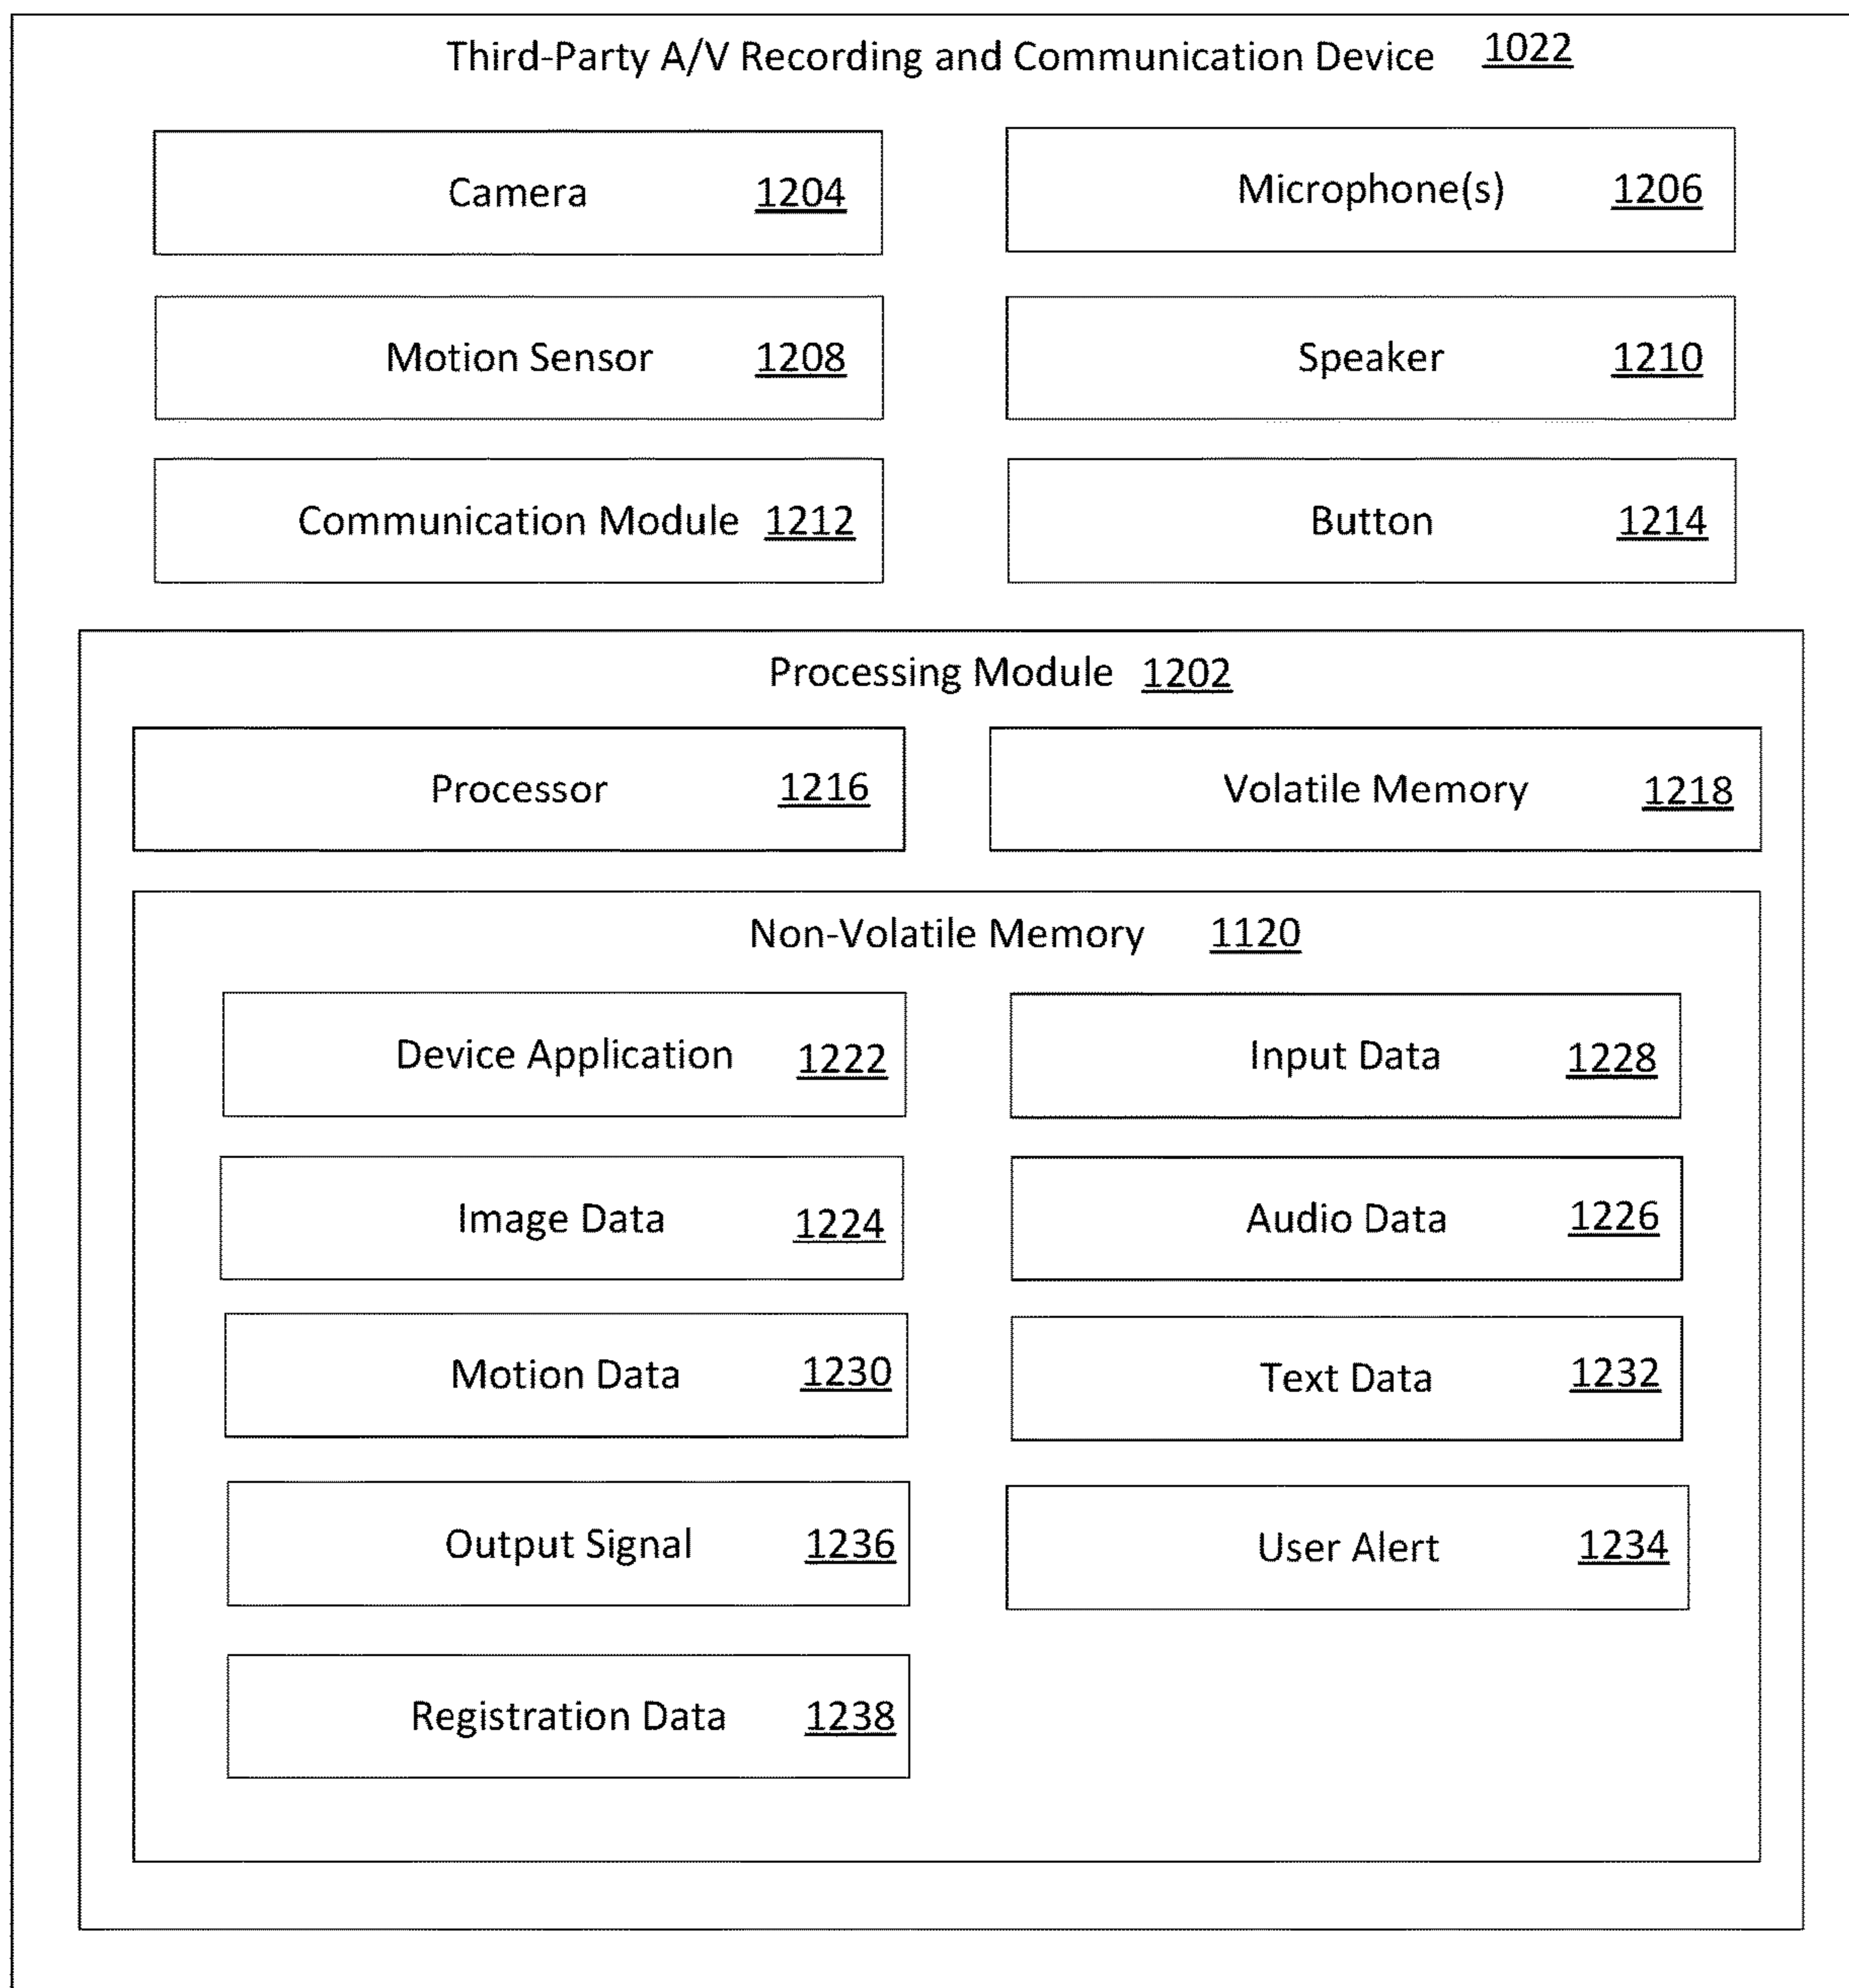 Third-Party A/V Recording and Communication Device 1022
Camera 1204
Microphone(s) 1206
Motion Sensor 1208
Speaker 1210
Communication Module 1212
Button 1214
Processing Module 1202
Processor 1216
Volatile Memory 1218
Non-Volatile Memory 1120
Device Application 1222
Input Data 1228
Image Data 1224
Audio Data 1226
Motion Data 1230
Text Data 1232
Output Signal 1236
User Alert 1234
Registration Data 1238